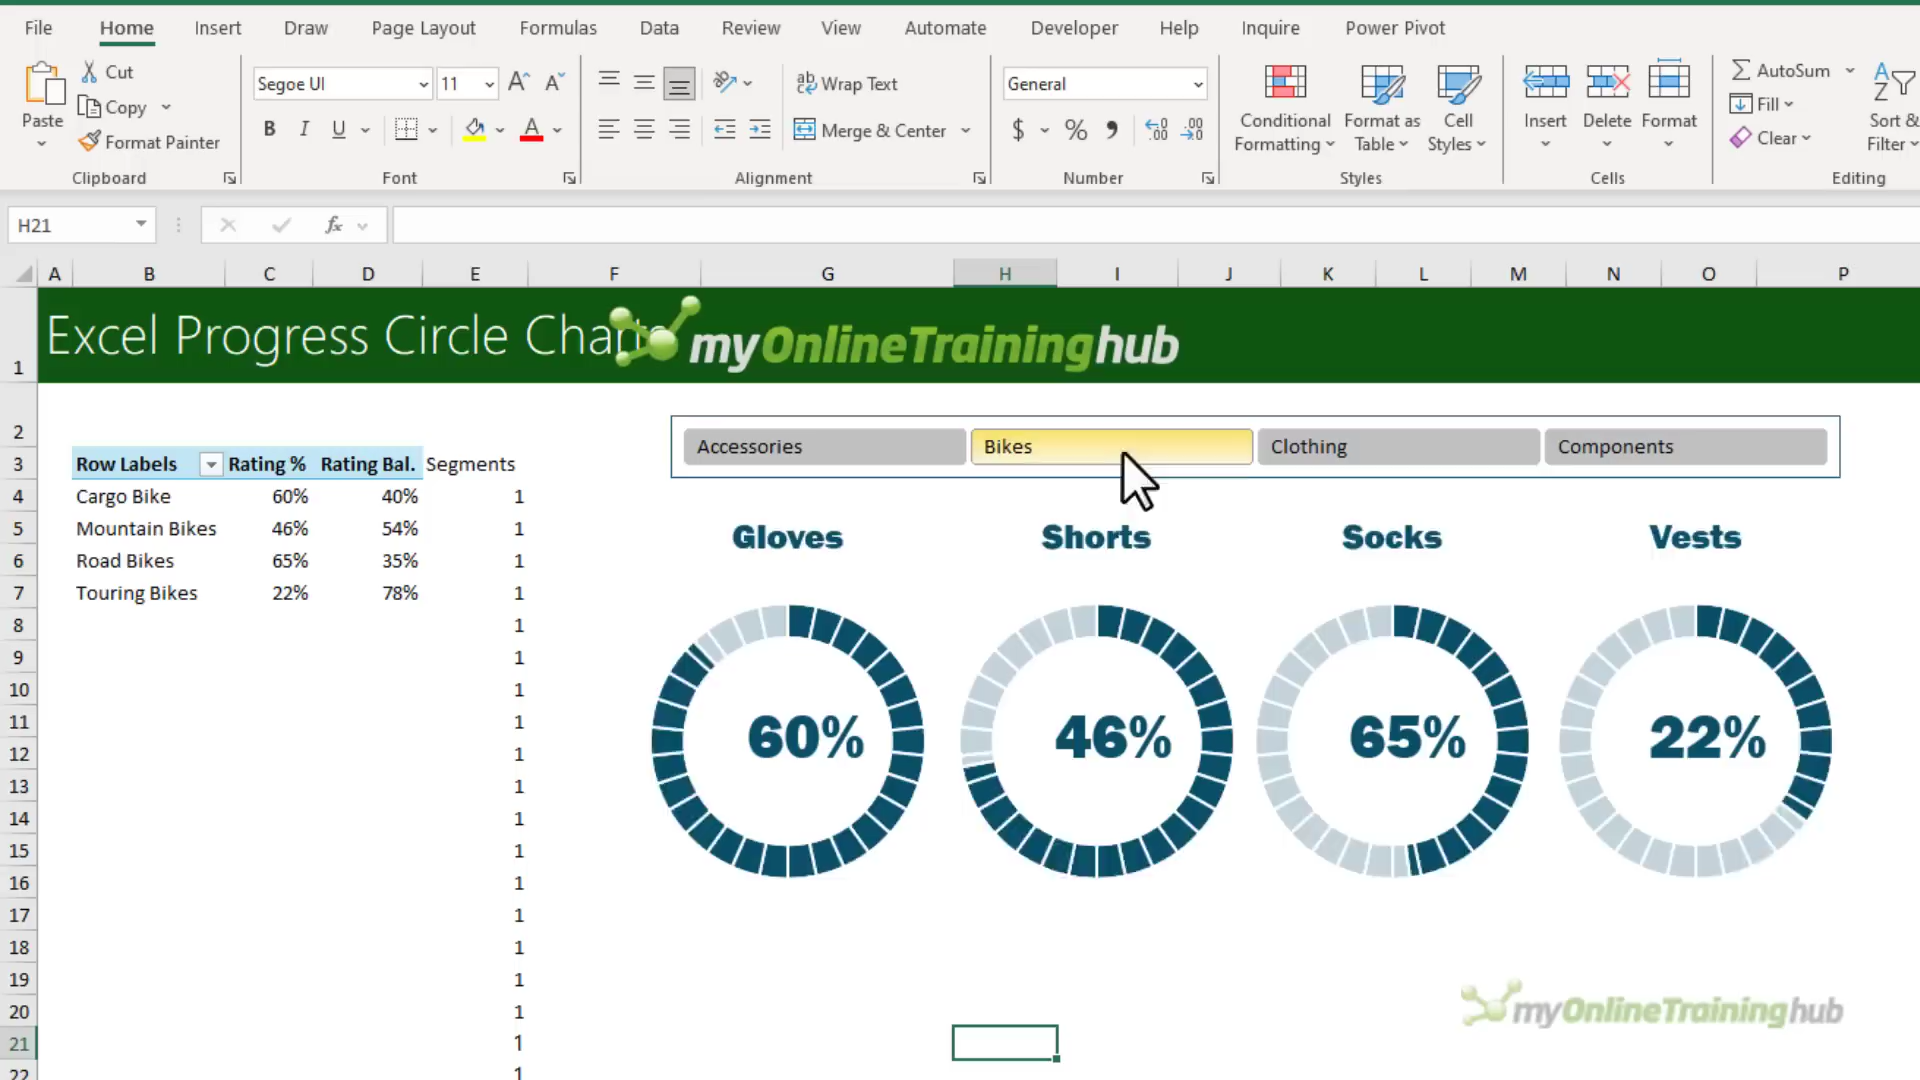 File Home Insert Draw Page Layout Formulas Data Review View Automate Developer Help Inquire Power Pivot
Paste
Cut
Copy
Format Painter
Clipboard
Segoe UI 11
B I U
Font
Wrap Text
Merge & Center
Alignment
General
$ %
Number
Conditional Formatting
Format as Table
Cell Styles
Styles
Insert Delete Format
Cells
AutoSum
Fill
Clear
Sort &
Filter
Editing
H21
fx
A B C D E F G H I J K L M N O P
1 Excel Progress Circle Char
myOnlineTraininghub
2
Accessories Bikes Clothing Components
3 Row Labels Rating % Rating Bal. Segments
4 Cargo Bike 60% 40% 1
5 Mountain Bikes 46% 54% 1
6 Road Bikes 65% 35% 1
7 Touring Bikes 22% 78% 1
8 1
9 1
10 1
11 1
12 1
13 1
14 1
15 1
16 1
17 1
18 1
19 1
20 1
21 1
22 1
Gloves Shorts Socks Vests
60% 46% 65% 22%
myOnlineTraininghub